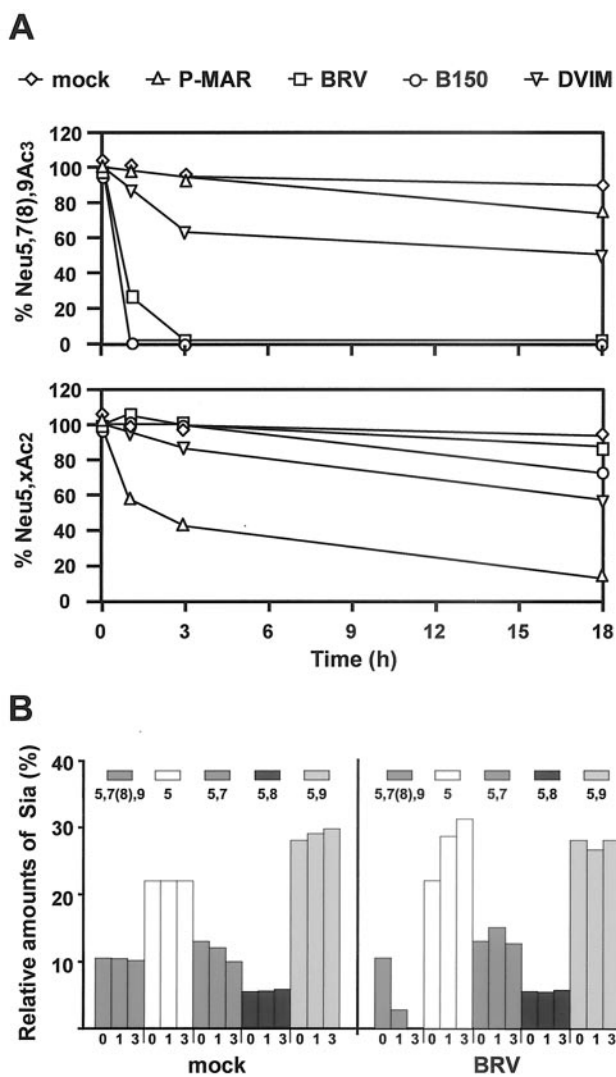 A
mock P-MAR BRV B150 DVIM
% Neu5,7(8),9Ac3
120
100
80
60
40
20
0
% Neu5,xAc2
120
100
80
60
40
20
0
0 3 6 9 12 15 18
Time (h)
B
Relative amounts of Sia (%)
40
30
20
10
5,7(8),9 5 5,7 5,8 5,9
5,7(8),9 5 5,7 5,8 5,9
0 1 3 0 1 3 0 1 3 0 1 3 0 1 3
0 1 3 0 1 3 0 1 3 0 1 3 0 1 3
mock BRV